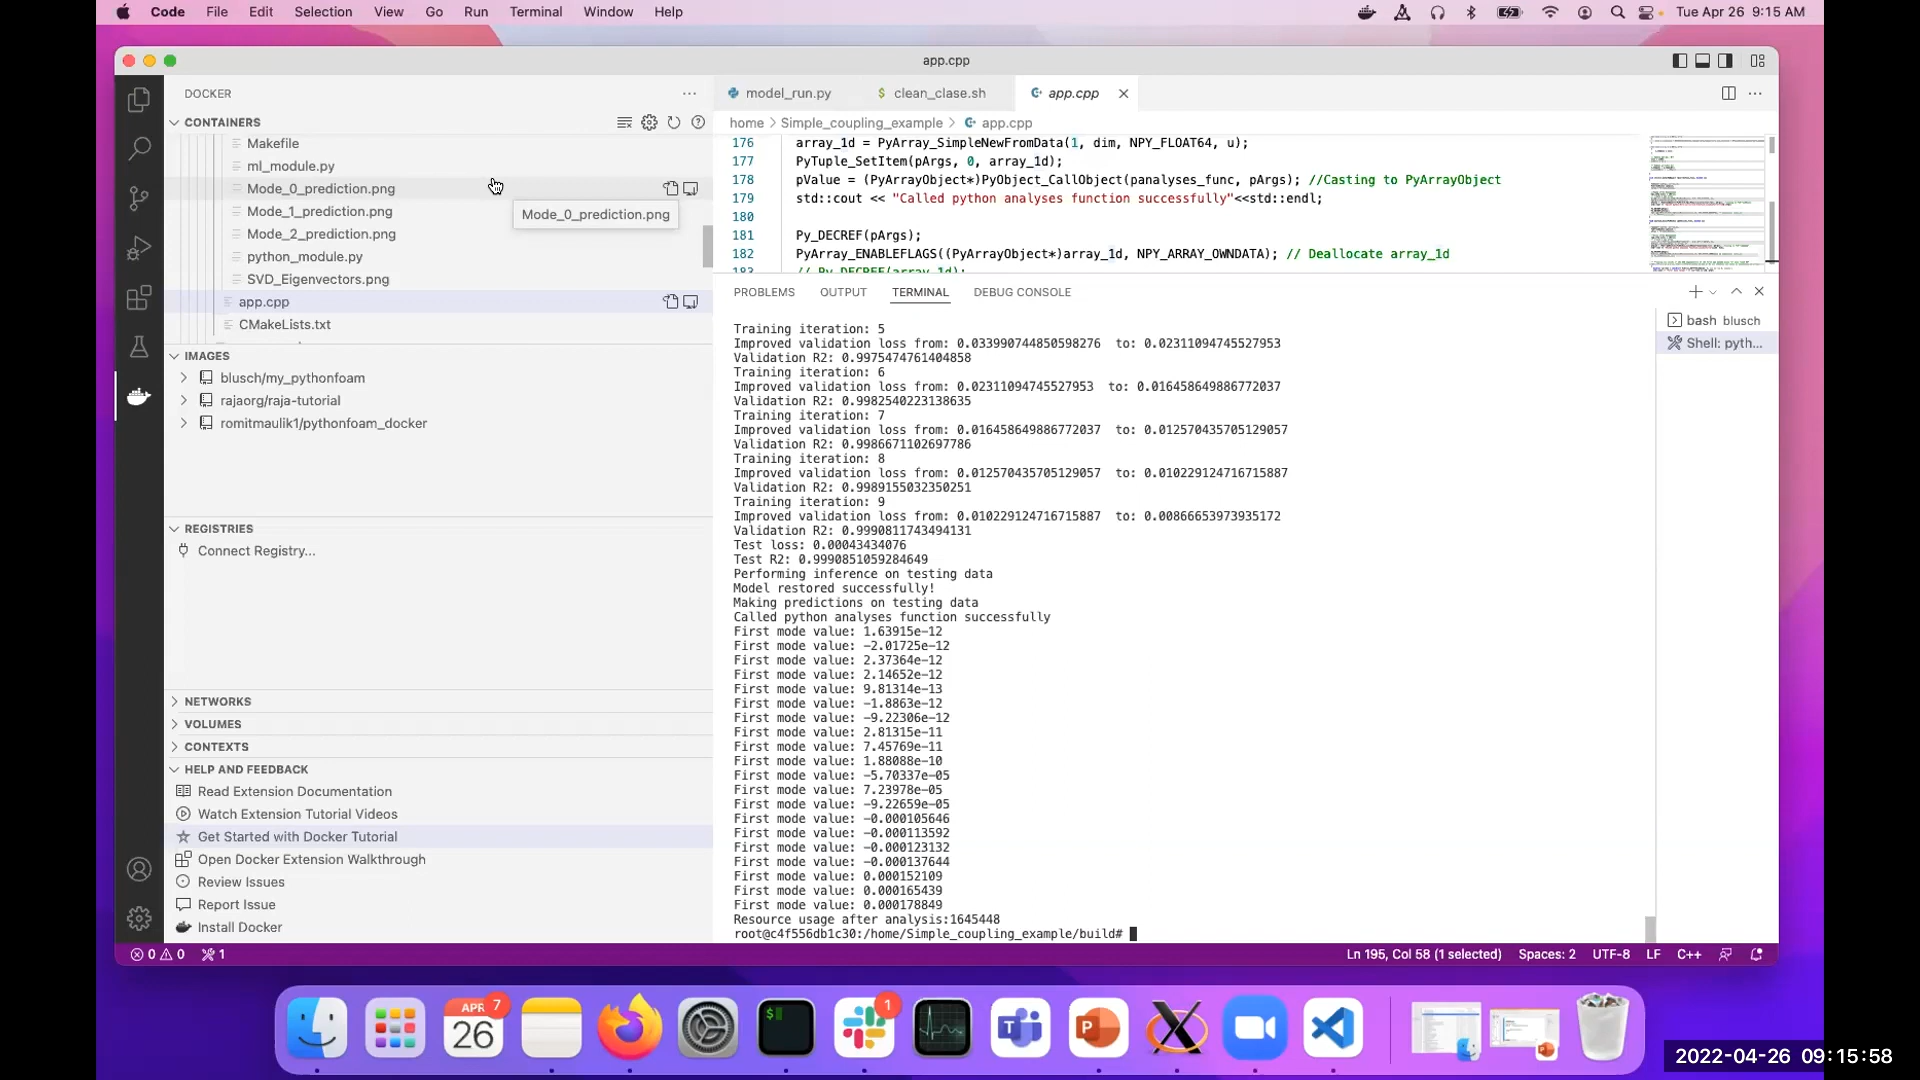 Code File Edit Selection View Go Run Terminal Window Help
Tue Apr 26 9:15 AM
app.cpp
DOCKER
CONTAINERS
Makefile
ml_module.py
Mode_0_prediction.png
Mode_0_prediction.png
Mode_1_prediction.png
Mode_2_prediction.png
python_module.py
SVD_Eigenvectors.png
app.cpp
CMakeLists.txt
IMAGES
blusch/my_pythonfoam
rajaorg/raja-tutorial
romitmaulik1/pythonfoam_docker
REGISTRIES
Connect Registry...
NETWORKS
VOLUMES
CONTEXTS
HELP AND FEEDBACK
Read Extension Documentation
Watch Extension Tutorial Videos
Get Started with Docker Tutorial
Open Docker Extension Walkthrough
Review Issues
Report Issue
Install Docker
model_run.py
$ clean_clase.sh
app.cpp
home > Simple_coupling_example > app.cpp
176 array_1d = PyArray_SimpleNewFromData(1, dim, NPY_FLOAT64, u);
177 PyTuple_SetItem(pArgs, 0, array_1d);
178 pValue = (PyArrayObject*)PyObject_CallObject(panalyses_func, pArgs); //Casting to PyArrayObject
179 std::cout << "Called python analyses function successfully"<<std::endl;
180
181 Py_DECREF(pArgs);
182 PyArray_ENABLEFLAGS((PyArrayObject*)array_1d, NPY_ARRAY_OWNDATA); // Deallocate array_1d
183 // Py_DECREF(array_1d);
PROBLEMS OUTPUT TERMINAL DEBUG CONSOLE
bash blusch
Shell: pyth...
Training iteration: 5
Improved validation loss from: 0.033990744850598276 to: 0.02311094745527953
Validation R2: 0.9975474761404858
Training iteration: 6
Improved validation loss from: 0.02311094745527953 to: 0.016458649886772037
Validation R2: 0.9982540223138635
Training iteration: 7
Improved validation loss from: 0.016458649886772037 to: 0.012570435705129057
Validation R2: 0.9986671102697786
Training iteration: 8
Improved validation loss from: 0.012570435705129057 to: 0.010229124716715887
Validation R2: 0.9989155032350251
Training iteration: 9
Improved validation loss from: 0.010229124716715887 to: 0.00866653973935172
Validation R2: 0.9990811743494131
Test loss: 0.00043434076
Test R2: 0.9990851059284649
Performing inference on testing data
Model restored successfully!
Making predictions on testing data
Called python analyses function successfully
First mode value: 1.63915e-12
First mode value: -2.01725e-12
First mode value: 2.37364e-12
First mode value: 2.14652e-12
First mode value: 9.81314e-13
First mode value: -1.8863e-12
First mode value: -9.22306e-12
First mode value: 2.81315e-11
First mode value: 7.45769e-11
First mode value: 1.88088e-10
First mode value: -5.70337e-05
First mode value: 7.23978e-05
First mode value: -9.22659e-05
First mode value: -0.000105646
First mode value: -0.000113592
First mode value: -0.000123132
First mode value: -0.000137644
First mode value: 0.000152109
First mode value: 0.000165439
First mode value: 0.000178849
Resource usage after analysis:1645448
root@c4f556db1c30:/home/Simple_coupling_example/build#
0 0 1
Ln 195, Col 58 (1 selected) Spaces: 2 UTF-8 LF C++
APR 7
26
$
1
2022-04-26 09:15:58